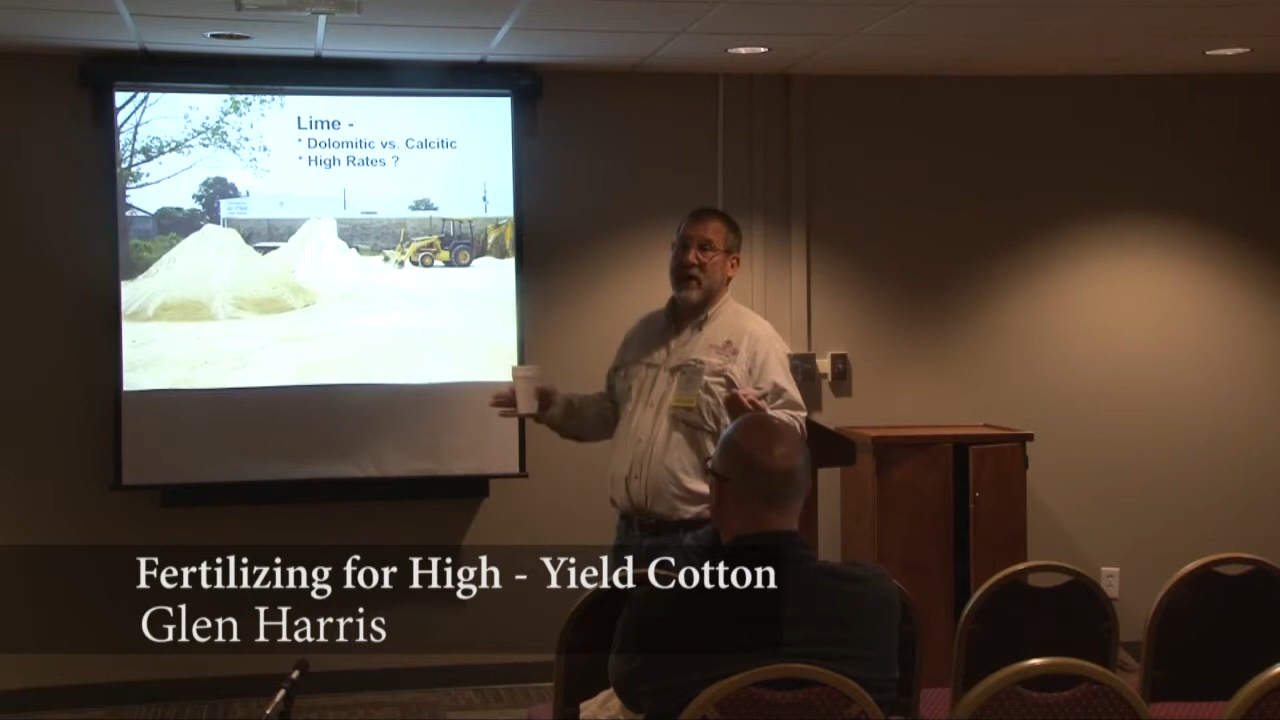 Lime -
* Dolomitic vs. Calcitic
* High Rates ?
Fertilizing for High - Yield Cotton
Glen Harris